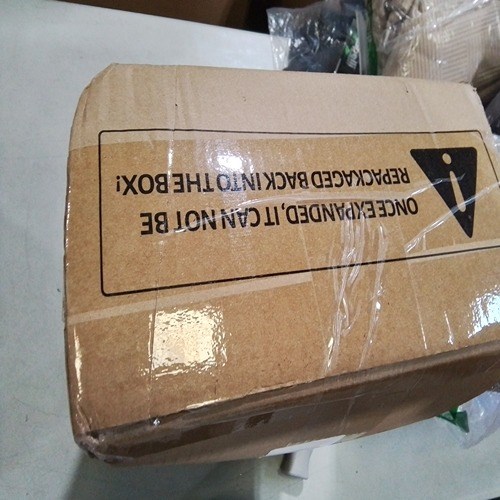 ONCE EXPANDED, IT CAN NOT BE
REPACKAGED BACK INTO THE BOX!